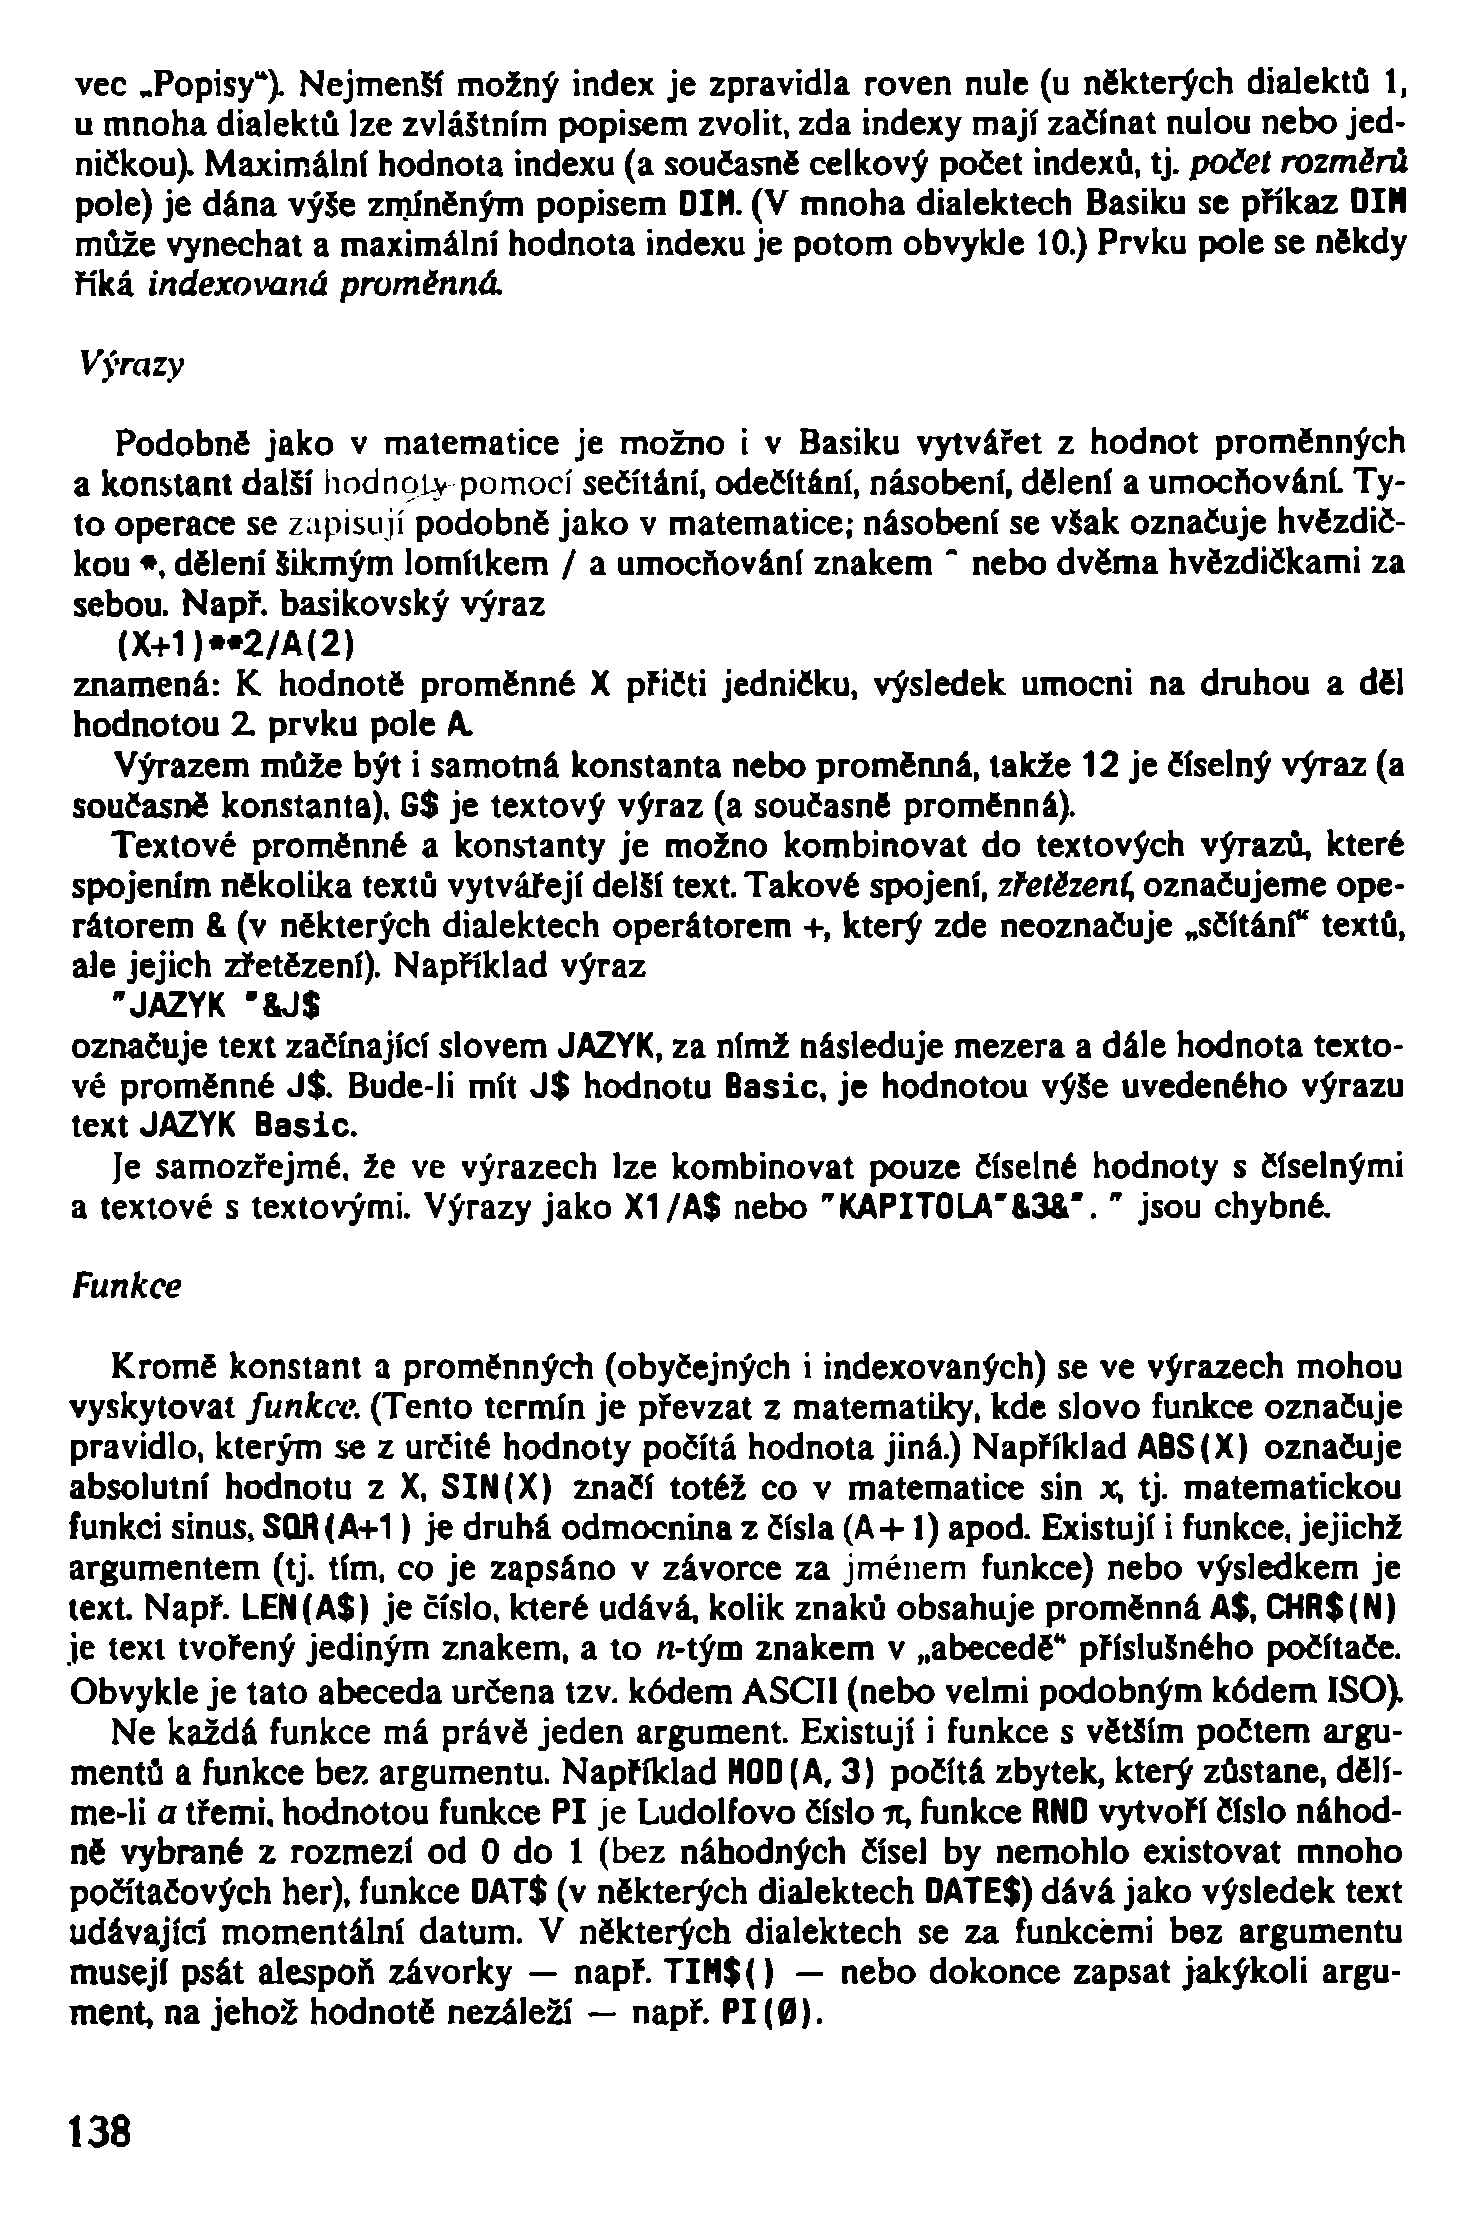 vec „Popisy“). Nejmenší možný index je zpravidla roven nule (u některých dialektů 1,
u mnoha dialektů lze zvláštním popisem zvolit, zda indexy mají začínat nulou nebo jed-
ničkou). Maximální hodnota indexu (a současně celkový počet indexů, tj. počet rozměrů
pole) je dána výše zmíněným popisem DIM. (V mnoha dialektech Basiku se příkaz DIM
může vynechat a maximální hodnota indexu je potom obvykle 10.) Prvku pole se někdy
říká indexovaná proměnná.
Výrazy
Podobně jako v matematice je možno i v Basiku vytvářet z hodnot proměnných
a konstant další hodnoty pomocí sečítání, odečítání, násobení, dělení a umocňování. Ty-
to operace se zapisují podobně jako v matematice; násobení se však označuje hvězdič-
kou *, dělení šikmým lomítkem / a umocňování znakem ^ nebo dvěma hvězdičkami za
sebou. Např. basikovský výraz
(X+1)**2/A(2)
znamená: K hodnotě proměnné X přičti jedničku, výsledek umocni na druhou a děl
hodnotou 2. prvku pole A.
Výrazem může být i samotná konstanta nebo proměnná, takže 12 je číselný výraz (a
současně konstanta), G$ je textový výraz (a současně proměnná).
Textové proměnné a konstanty je možno kombinovat do textových výrazů, které
spojením několika textů vytvářejí delší text. Takové spojení, zřetězení, označujeme ope-
rátorem & (v některých dialektech operátorem +, který zde neoznačuje „sčítání“ textů,
ale jejich zřetězení). Například výraz
"JAZYK "&J$
označuje text začínající slovem JAZYK, za nímž následuje mezera a dále hodnota texto-
vé proměnné J$. Bude-li mít J$ hodnotu Basic, je hodnotou výše uvedeného výrazu
text JAZYK Basic.
Je samozřejmé, že ve výrazech lze kombinovat pouze číselné hodnoty s číselnými
a textové s textovými. Výrazy jako X1/A$ nebo "KAPITOLA"&3&". " jsou chybné.
Funkce
Kromě konstant a proměnných (obyčejných i indexovaných) se ve výrazech mohou
vyskytovat funkce. (Tento termín je převzat z matematiky, kde slovo funkce označuje
pravidlo, kterým se z určité hodnoty počítá hodnota jiná.) Například ABS(X) označuje
absolutní hodnotu z X, SIN(X) značí totéž co v matematice sin x, tj. matematickou
funkci sinus, SQR(A+1) je druhá odmocnina z čísla (A+1) apod. Existují i funkce, jejichž
argumentem (tj. tím, co je zapsáno v závorce za jménem funkce) nebo výsledkem je
text. Např. LEN(A$) je číslo, které udává, kolik znaků obsahuje proměnná A$, CHR$(N)
je text tvořený jediným znakem, a to n-tým znakem v „abecedě“ příslušného počítače.
Obvykle je tato abeceda určena tzv. kódem ASCII (nebo velmi podobným kódem ISO).
Ne každá funkce má právě jeden argument. Existují i funkce s větším počtem argu-
mentů a funkce bez argumentu. Například MOD(A, 3) počítá zbytek, který zůstane, dělí-
me-li a třemi, hodnotou funkce PI je Ludolfovo číslo π, funkce RND vytvoří číslo náhod-
ně vybrané z rozmezí od 0 do 1 (bez náhodných čísel by nemohlo existovat mnoho
počítačových her), funkce DAT$ (v některých dialektech DATE$) dává jako výsledek text
udávající momentální datum. V některých dialektech se za funkcemi bez argumentu
musejí psát alespoň závorky — např. TIM$() — nebo dokonce zapsat jakýkoli argu-
ment, na jehož hodnotě nezáleží — např. PI(0).
138